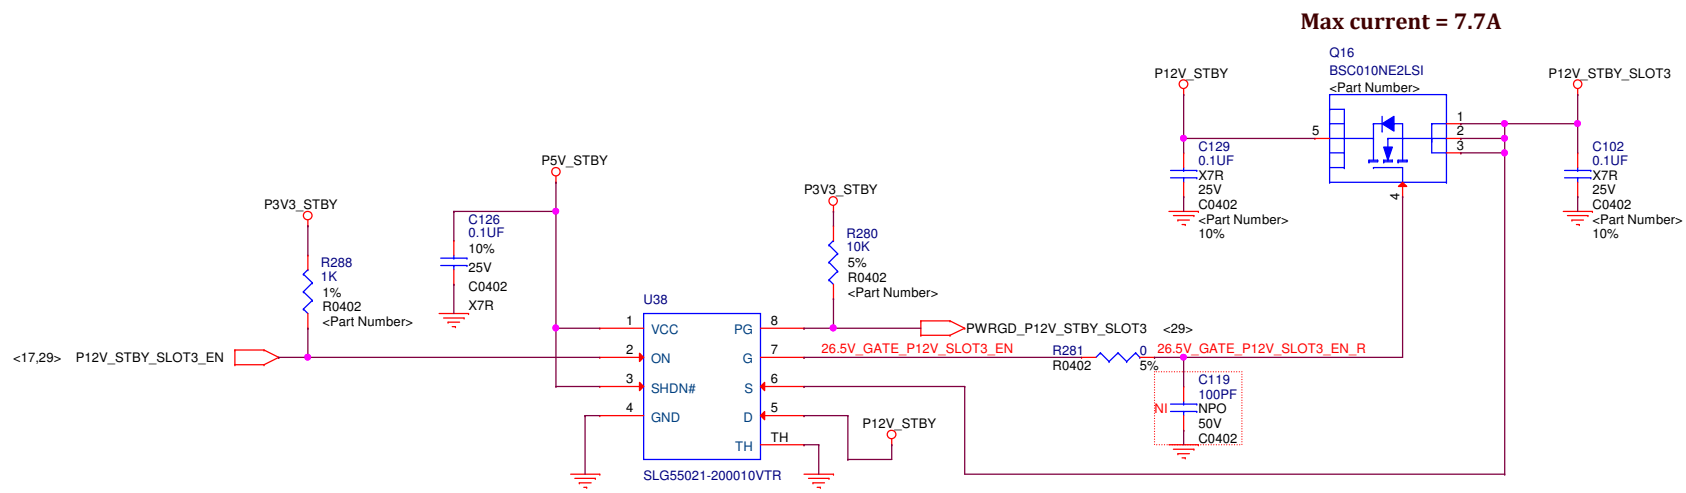 Max current = 7.7A
Q16
BSC010NE2LSI
<Part Number>
P12V_STBY
P12V_STBY_SLOT3
5
1
2
3
4
C129
0.1UF
X7R
25V
C0402
<Part Number>
10%
C102
0.1UF
X7R
25V
C0402
<Part Number>
10%
P5V_STBY
P3V3_STBY
P3V3_STBY
C126
0.1UF
10%
25V
C0402
X7R
R280
10K
5%
R0402
<Part Number>
R288
1K
1%
R0402
<Part Number>
U38
1 VCC PG 8
PWRGD_P12V_STBY_SLOT3 <29>
<17,29> P12V_STBY_SLOT3_EN
2 ON G 7
26.5V_GATE_P12V_SLOT3_EN
R281 0
R0402 5%
26.5V_GATE_P12V_SLOT3_EN_R
3 SHDN# S 6
4 GND D 5
TH TH
P12V_STBY
C119
100PF
NI NPO
50V
C0402
SLG55021-200010VTR